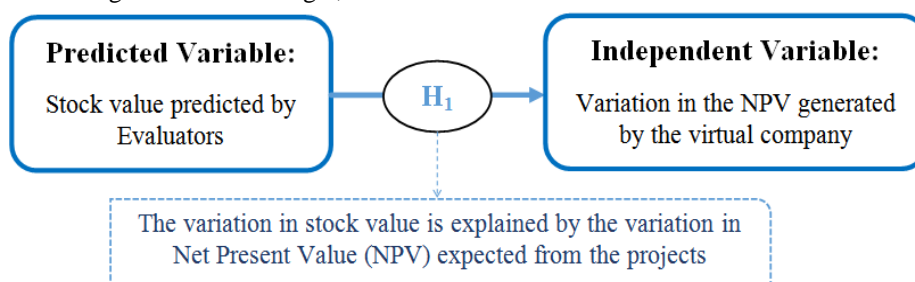 Predicted Variable:
Stock value predicted by
Evaluators
H₁
Independent Variable:
Variation in the NPV generated
by the virtual company
The variation in stock value is explained by the variation in
Net Present Value (NPV) expected from the projects